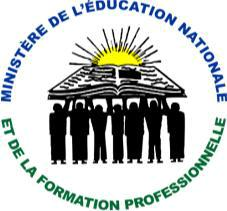 MINISTÈRE DE L'ÉDUCATION NATIONALE
ET DE LA FORMATION PROFESSIONNELLE